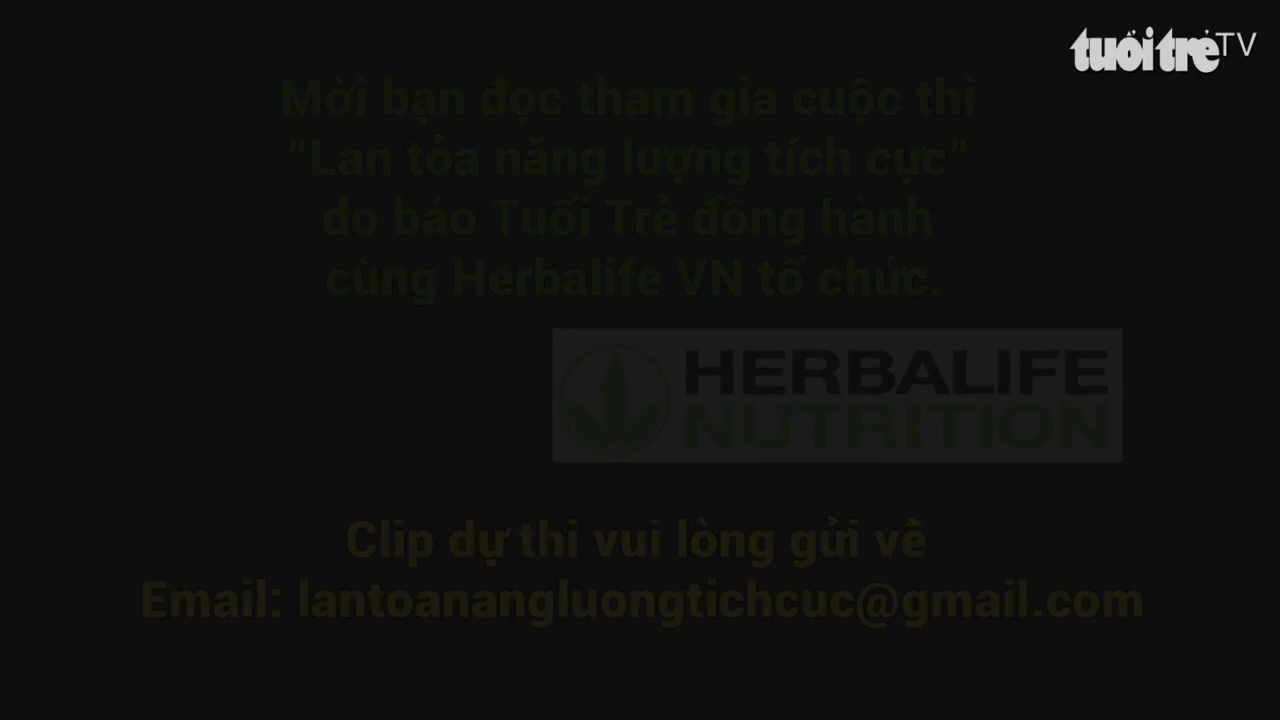 tuổi trẻ TV
Mời bạn đọc tham gia cuộc thi
"Lan tỏa năng lượng tích cực"
do báo Tuổi Trẻ đồng hành
cùng Herbalife VN tổ chức.
HERBALIFE
NUTRITION
Clip dự thi vui lòng gửi về
Email: lantoanangluongtichcuc@gmail.com